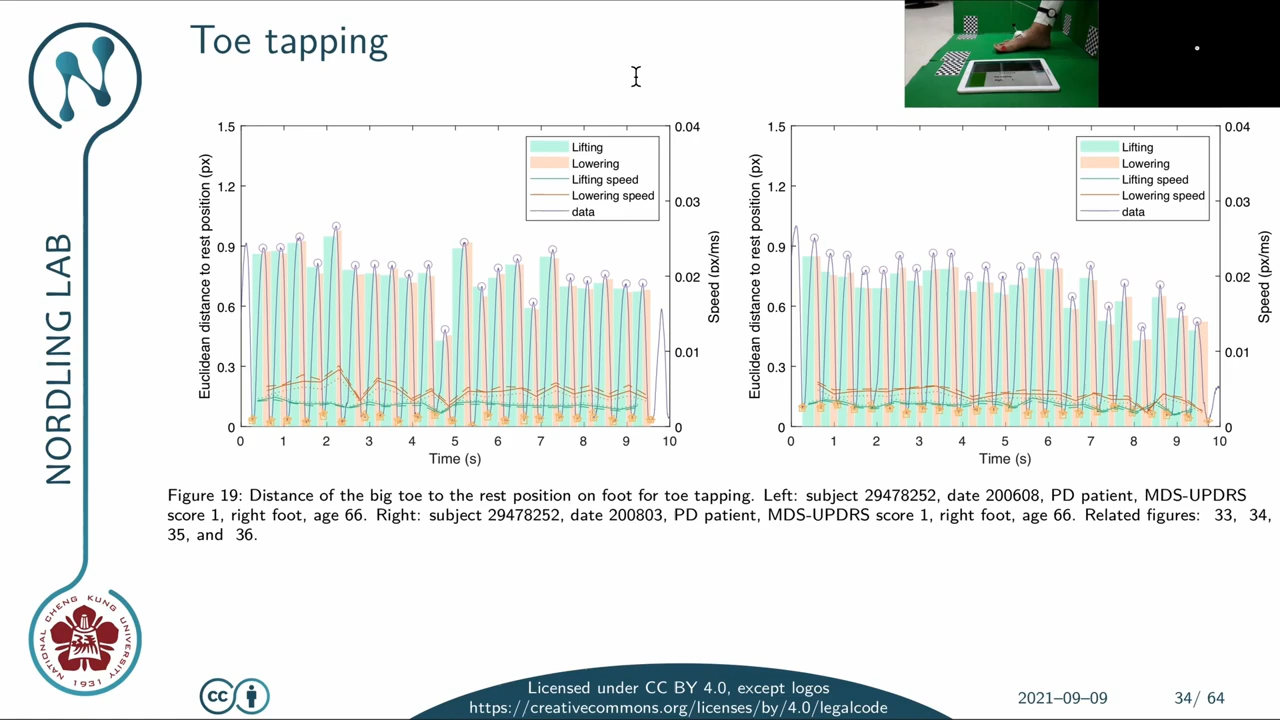 Toe tapping
NORDLING LAB
1.5
1.2
0.9
0.6
0.3
0
0.04
0.03
0.02
0.01
0
0 1 2 3 4 5 6 7 8 9 10
Time (s)
Euclidean distance to rest position (px)
Speed (px/ms)
Lifting
Lowering
Lifting speed
Lowering speed
data
1.5
1.2
0.9
0.6
0.3
0
0.04
0.03
0.02
0.01
0
0 1 2 3 4 5 6 7 8 9 10
Time (s)
Euclidean distance to rest position (px)
Speed (px/ms)
Lifting
Lowering
Lifting speed
Lowering speed
data
Figure 19: Distance of the big toe to the rest position on foot for toe tapping. Left: subject 29478252, date 200608, PD patient, MDS-UPDRS
score 1, right foot, age 66. Right: subject 29478252, date 200803, PD patient, MDS-UPDRS score 1, right foot, age 66. Related figures: 33, 34,
35, and 36.
NATIONAL CHENG KUNG UNIVERSITY
1931
cc
Licensed under CC BY 4.0, except logos
https://creativecommons.org/licenses/by/4.0/legalcode
2021–09–09
34/ 64